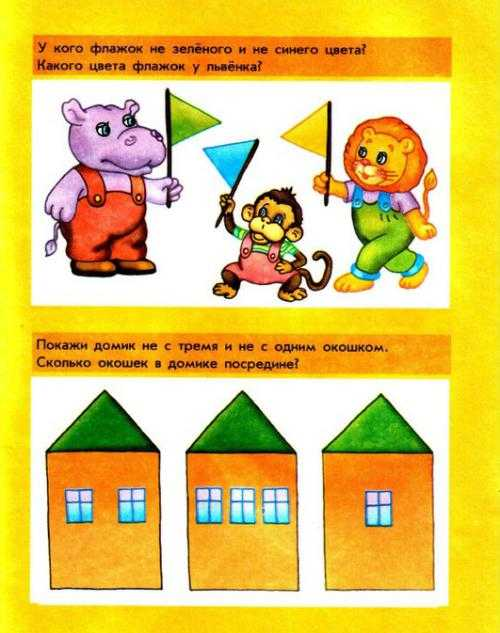 У кого флажок не зелёного и не синего цвета?
Какого цвета флажок у львёнка?
Покажи домик не с тремя и не с одним окошком.
Сколько окошек в домике посредине?